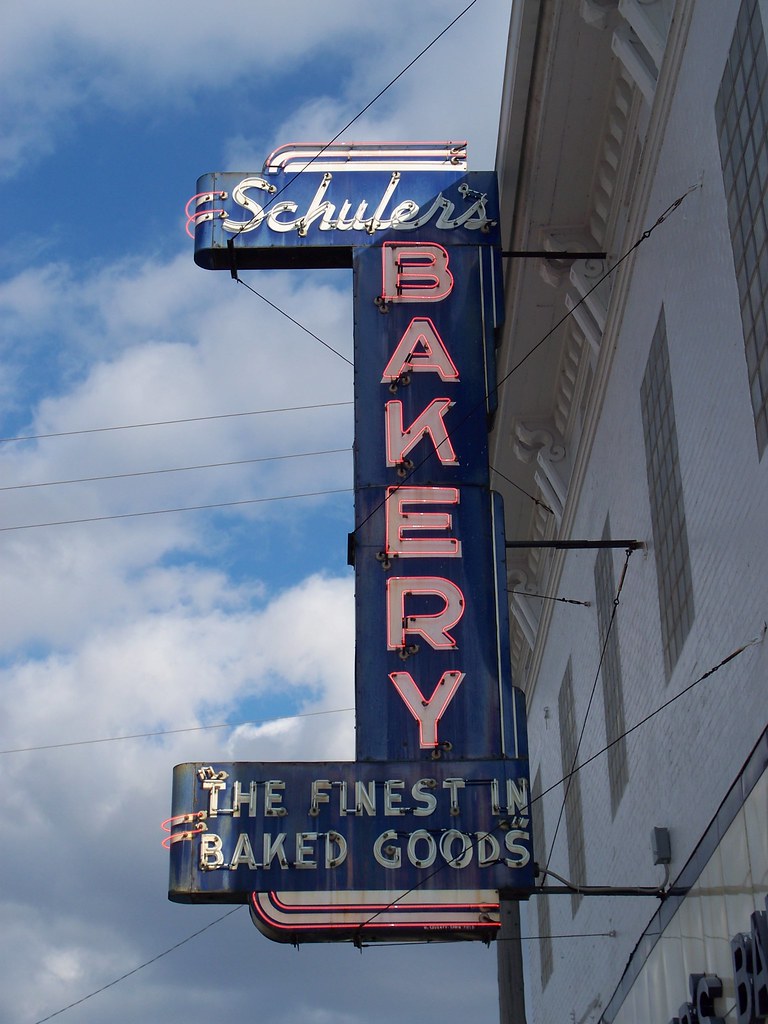 Schuler's
BAKERY
"THE FINEST IN
BAKED GOODS"